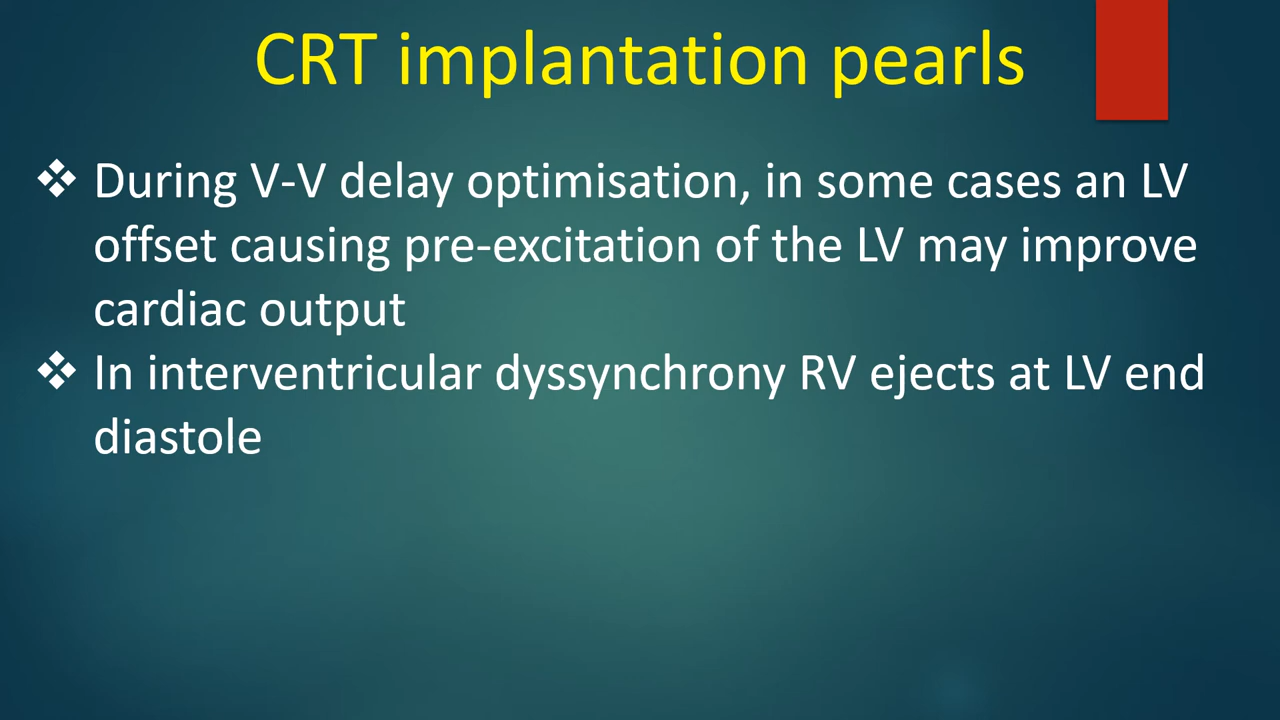 CRT implantation pearls
❖ During V-V delay optimisation, in some cases an LV
offset causing pre-excitation of the LV may improve
cardiac output
❖ In interventricular dyssynchrony RV ejects at LV end
diastole